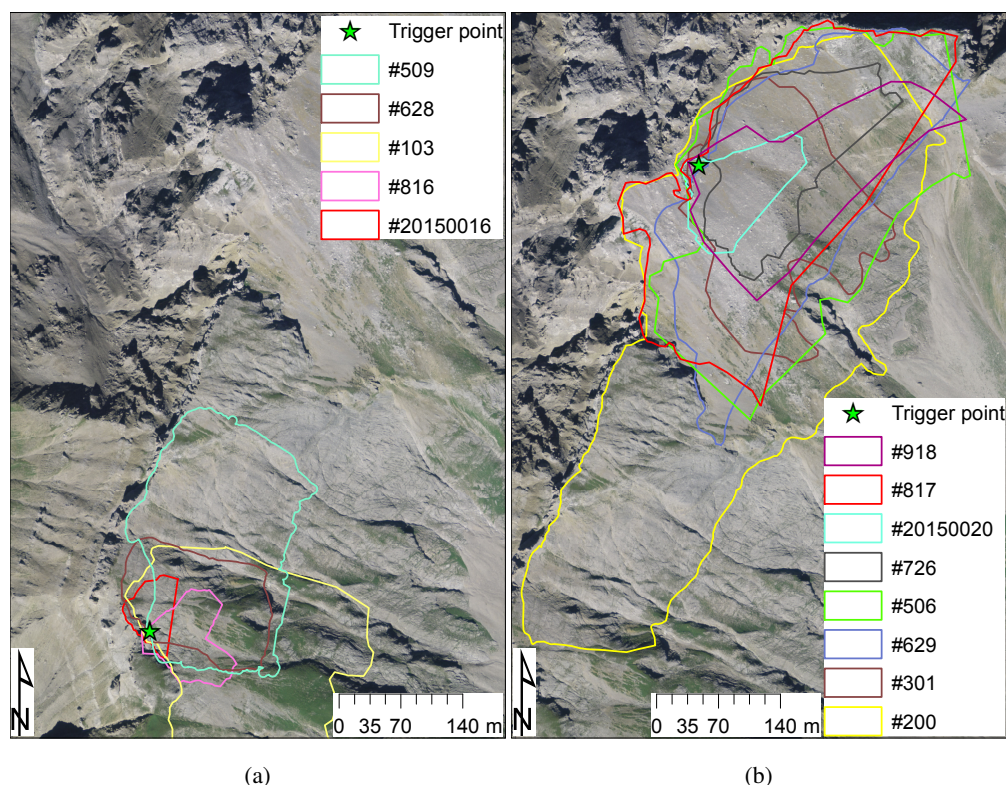 Trigger point
#509
#628
#103
#816
#20150016
N
0 35 70 140 m
(a)
Trigger point
#918
#817
#20150020
#726
#506
#629
#301
#200
N
0 35 70 140 m
(b)